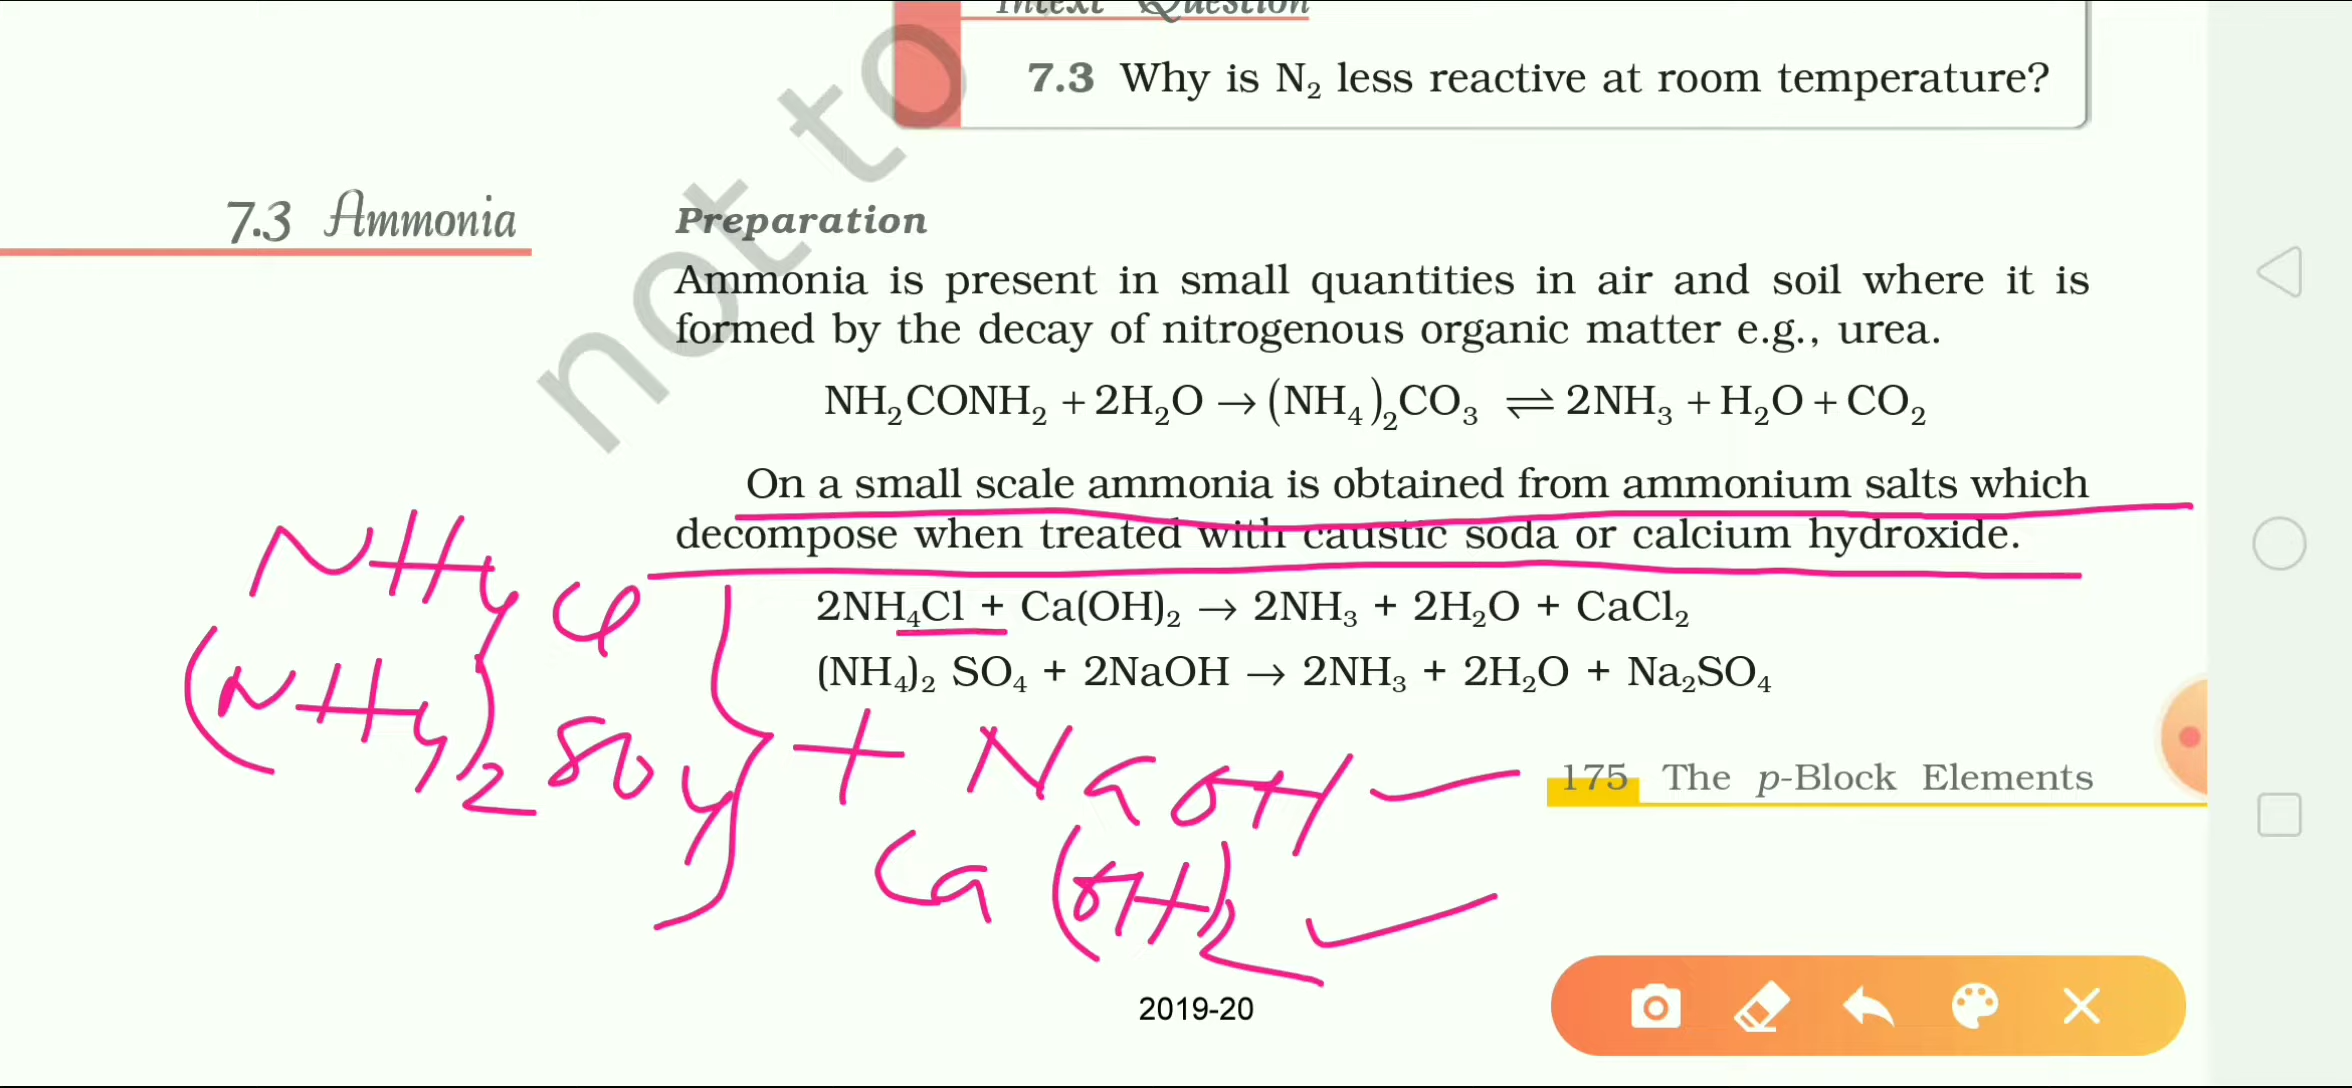 Intext Question
7.3 Why is N₂ less reactive at room temperature?
not to
7.3 Ammonia
Preparation
Ammonia is present in small quantities in air and soil where it is
formed by the decay of nitrogenous organic matter e.g., urea.
NH₂CONH₂ + 2H₂O → (NH₄)₂CO₃ ⇌ 2NH₃ + H₂O + CO₂
On a small scale ammonia is obtained from ammonium salts which
decompose when treated with caustic soda or calcium hydroxide.
2NH₄Cl + Ca(OH)₂ → 2NH₃ + 2H₂O + CaCl₂
(NH₄)₂ SO₄ + 2NaOH → 2NH₃ + 2H₂O + Na₂SO₄
NH₄Cl
(NH₄)₂SO₄ } + NaOH
Ca(OH)₂
175 The p-Block Elements
2019-20